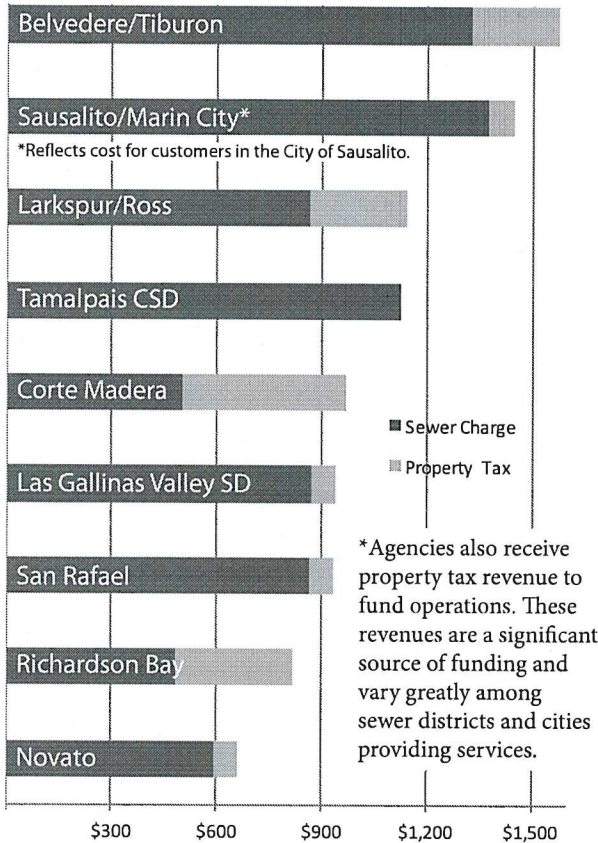 Belvedere/Tiburon
Sausalito/Marin City*
*Reflects cost for customers in the City of Sausalito.
Larkspur/Ross
Tamalpais CSD
Corte Madera
Sewer Charge
Property Tax
Las Gallinas Valley SD
San Rafael
Richardson Bay
Novato
*Agencies also receive
property tax revenue to
fund operations. These
revenues are a significant
source of funding and
vary greatly among
sewer districts and cities
providing services.
$300 $600 $900 $1,200 $1,500